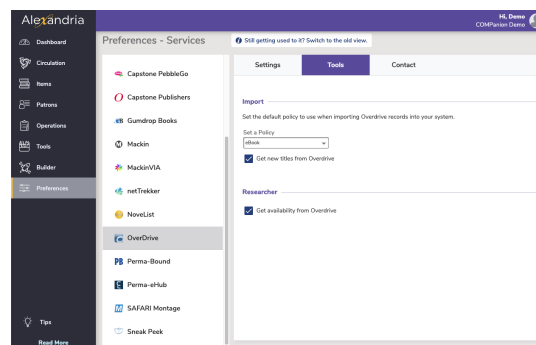 Alexandria
Hi, Demo
COMPanion Demo
Dashboard
Circulation
Items
Patrons
Operations
Tools
Builder
Preferences
Tips
Read More
Preferences - Services
Still getting used to it? Switch to the old view.
Capstone PebbleGo
Capstone Publishers
Gumdrop Books
Mackin
MackinVIA
netTrekker
NoveList
OverDrive
Perma-Bound
Perma-eHub
SAFARI Montage
Sneak Peek
Settings
Tools
Contact
Import
Set the default policy to use when importing Overdrive records into your system.
Set a Policy
eBook
Get new titles from Overdrive
Researcher
Get availability from Overdrive